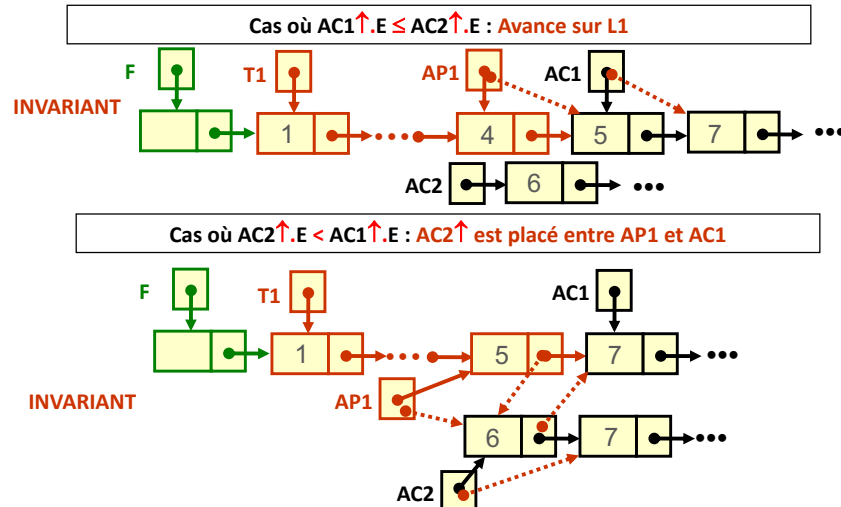 Cas où AC1↑.E ≤ AC2↑.E : Avance sur L1
F T1 AP1 AC1
INVARIANT
1 4 5 7
AC2 6
Cas où AC2↑.E < AC1↑.E : AC2↑ est placé entre AP1 et AC1
F T1 AC1
1 5 7
INVARIANT AP1
6 7
AC2